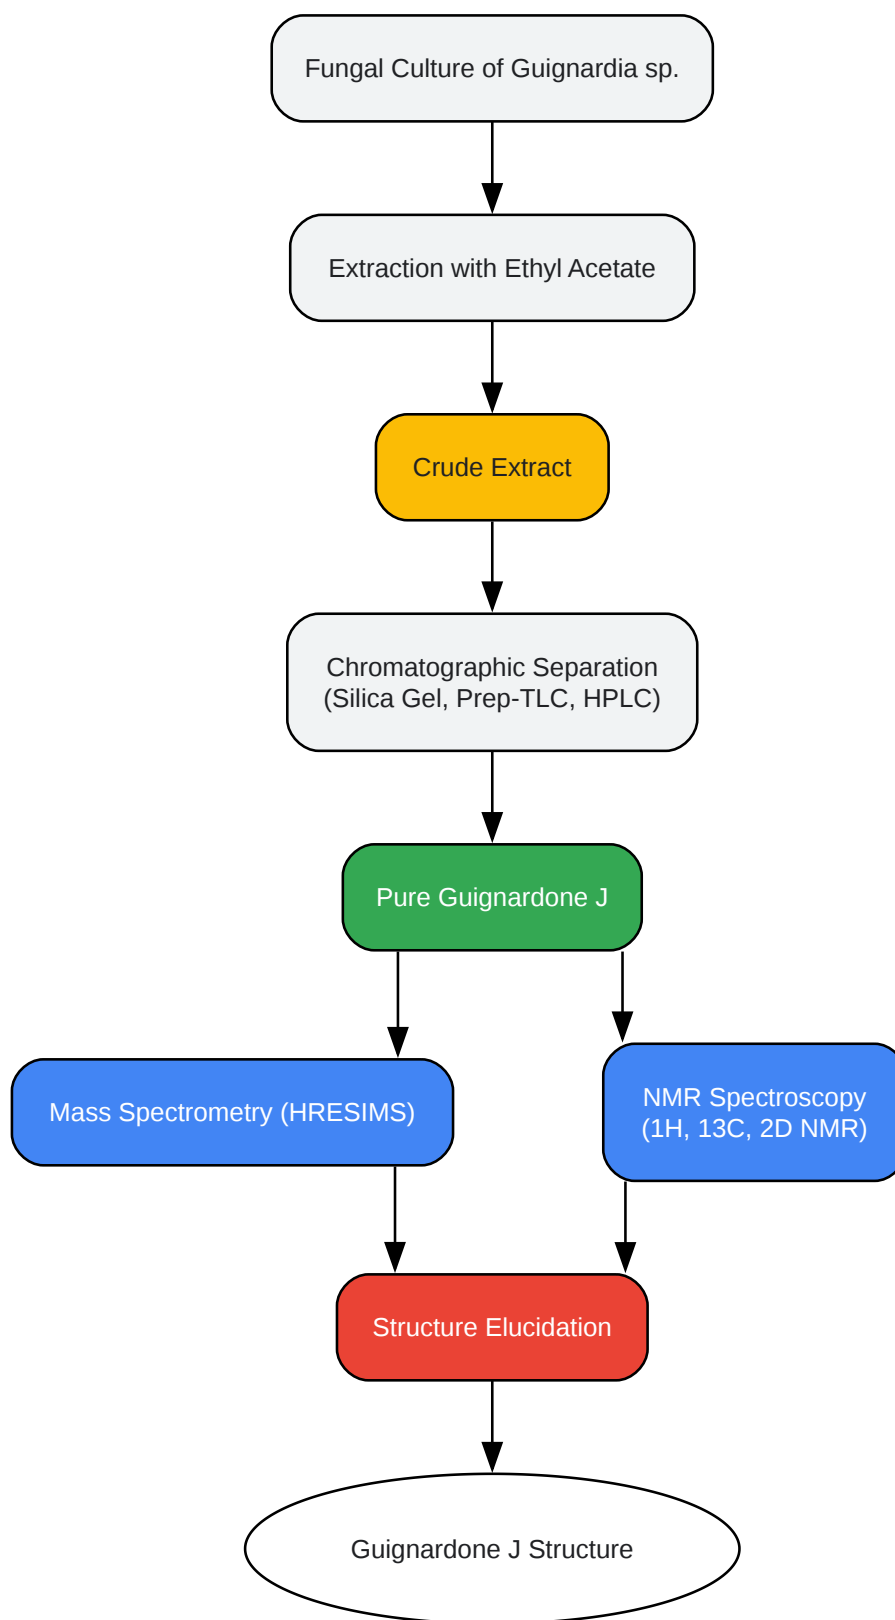 Fungal Culture of Guignardia sp.
Extraction with Ethyl Acetate
Crude Extract
Chromatographic Separation
(Silica Gel, Prep-TLC, HPLC)
Pure Guignardone J
Mass Spectrometry (HRESIMS)
NMR Spectroscopy
(1H, 13C, 2D NMR)
Structure Elucidation
Guignardone J Structure